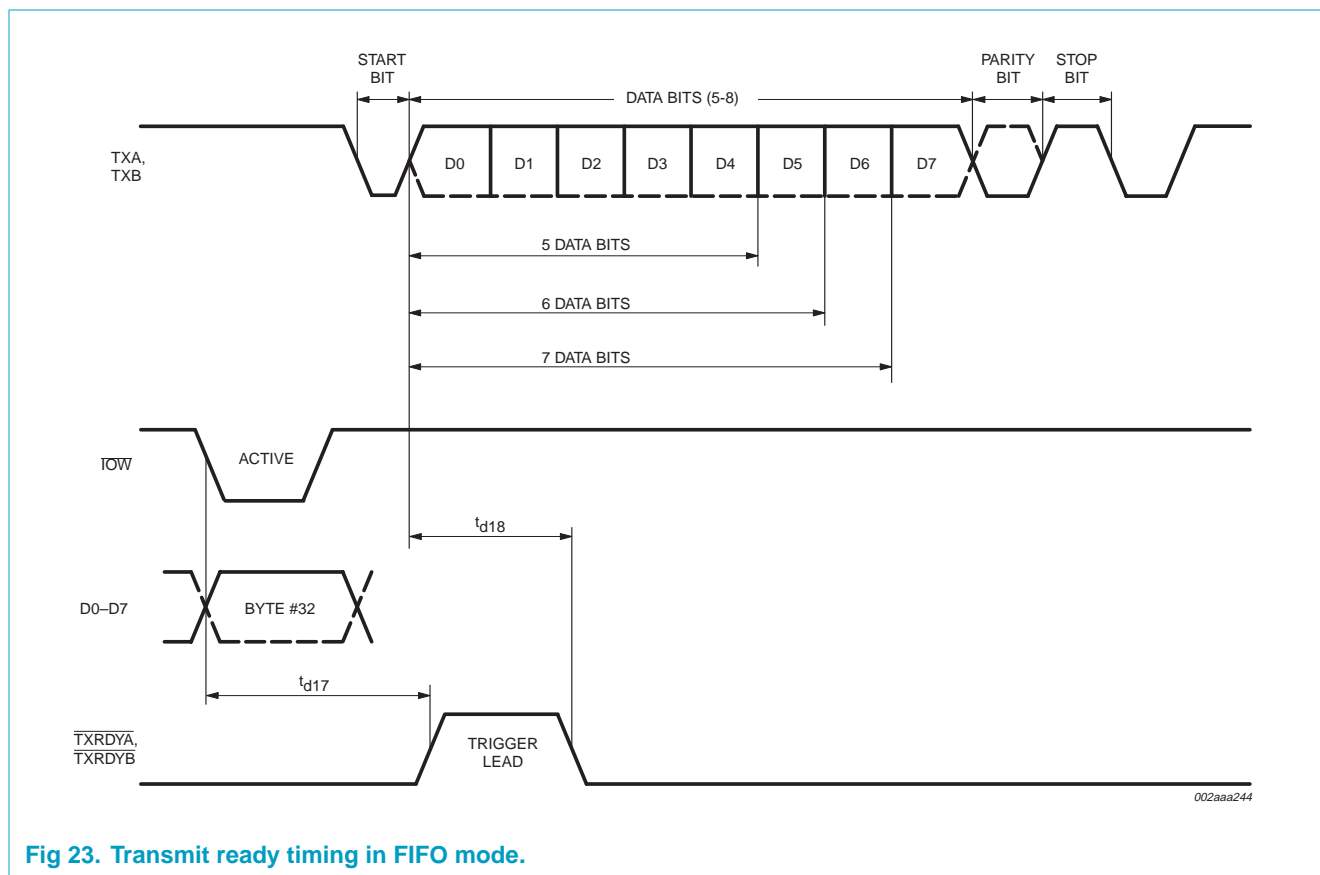 START
BIT
DATA BITS (5-8)
PARITY
BIT
STOP
BIT
TXA,
TXB
D0
D1
D2
D3
D4
D5
D6
D7
5 DATA BITS
6 DATA BITS
7 DATA BITS
IOW
ACTIVE
td18
D0–D7
BYTE #32
td17
TXRDYA,
TXRDYB
TRIGGER
LEAD
002aaa244
Fig 23. Transmit ready timing in FIFO mode.